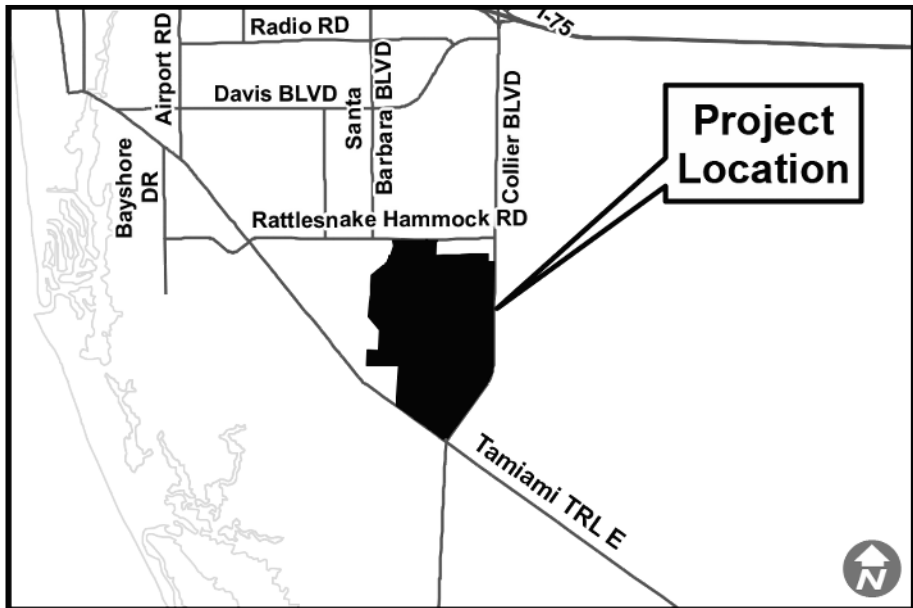 I-75
Radio RD
Airport RD
Davis BLVD
Santa
Barbara BLVD
Collier BLVD
Project
Location
Bayshore
DR
Rattlesnake Hammock RD
Tamiami TRL E
N